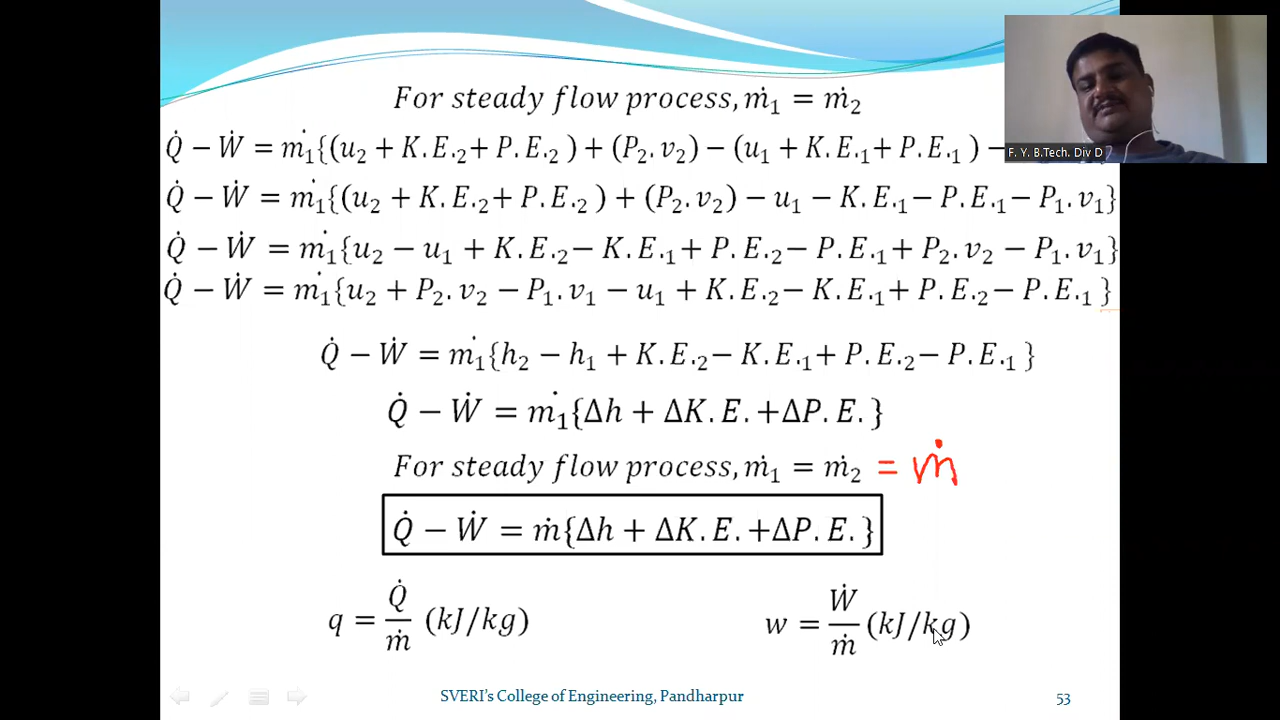 For steady flow process, ṁ₁ = ṁ₂
Q̇ − Ẇ = ṁ₁{(u₂ + K.E.₂+ P.E.₂ ) + (P₂.v₂) − (u₁ + K.E.₁+ P.E.₁ ) −
F. Y. B.Tech. Div D
Q̇ − Ẇ = ṁ₁{(u₂ + K.E.₂+ P.E.₂ ) + (P₂.v₂) − u₁ − K.E.₁− P.E.₁− P₁.v₁}
Q̇ − Ẇ = ṁ₁{u₂ − u₁ + K.E.₂− K.E.₁+ P.E.₂− P.E.₁+ P₂.v₂ − P₁.v₁}
Q̇ − Ẇ = ṁ₁{u₂ + P₂.v₂ − P₁.v₁ − u₁ + K.E.₂− K.E.₁+ P.E.₂− P.E.₁ }
Q̇ − Ẇ = ṁ₁{h₂ − h₁ + K.E.₂− K.E.₁+ P.E.₂− P.E.₁ }
Q̇ − Ẇ = ṁ₁{Δh + ΔK.E.+ΔP.E.}
For steady flow process, ṁ₁ = ṁ₂ = ṁ
Q̇ − Ẇ = ṁ{Δh + ΔK.E.+ΔP.E.}
q = Q̇/ṁ (kJ/kg) w = Ẇ/ṁ (kJ/kg)
SVERI's College of Engineering, Pandharpur 53